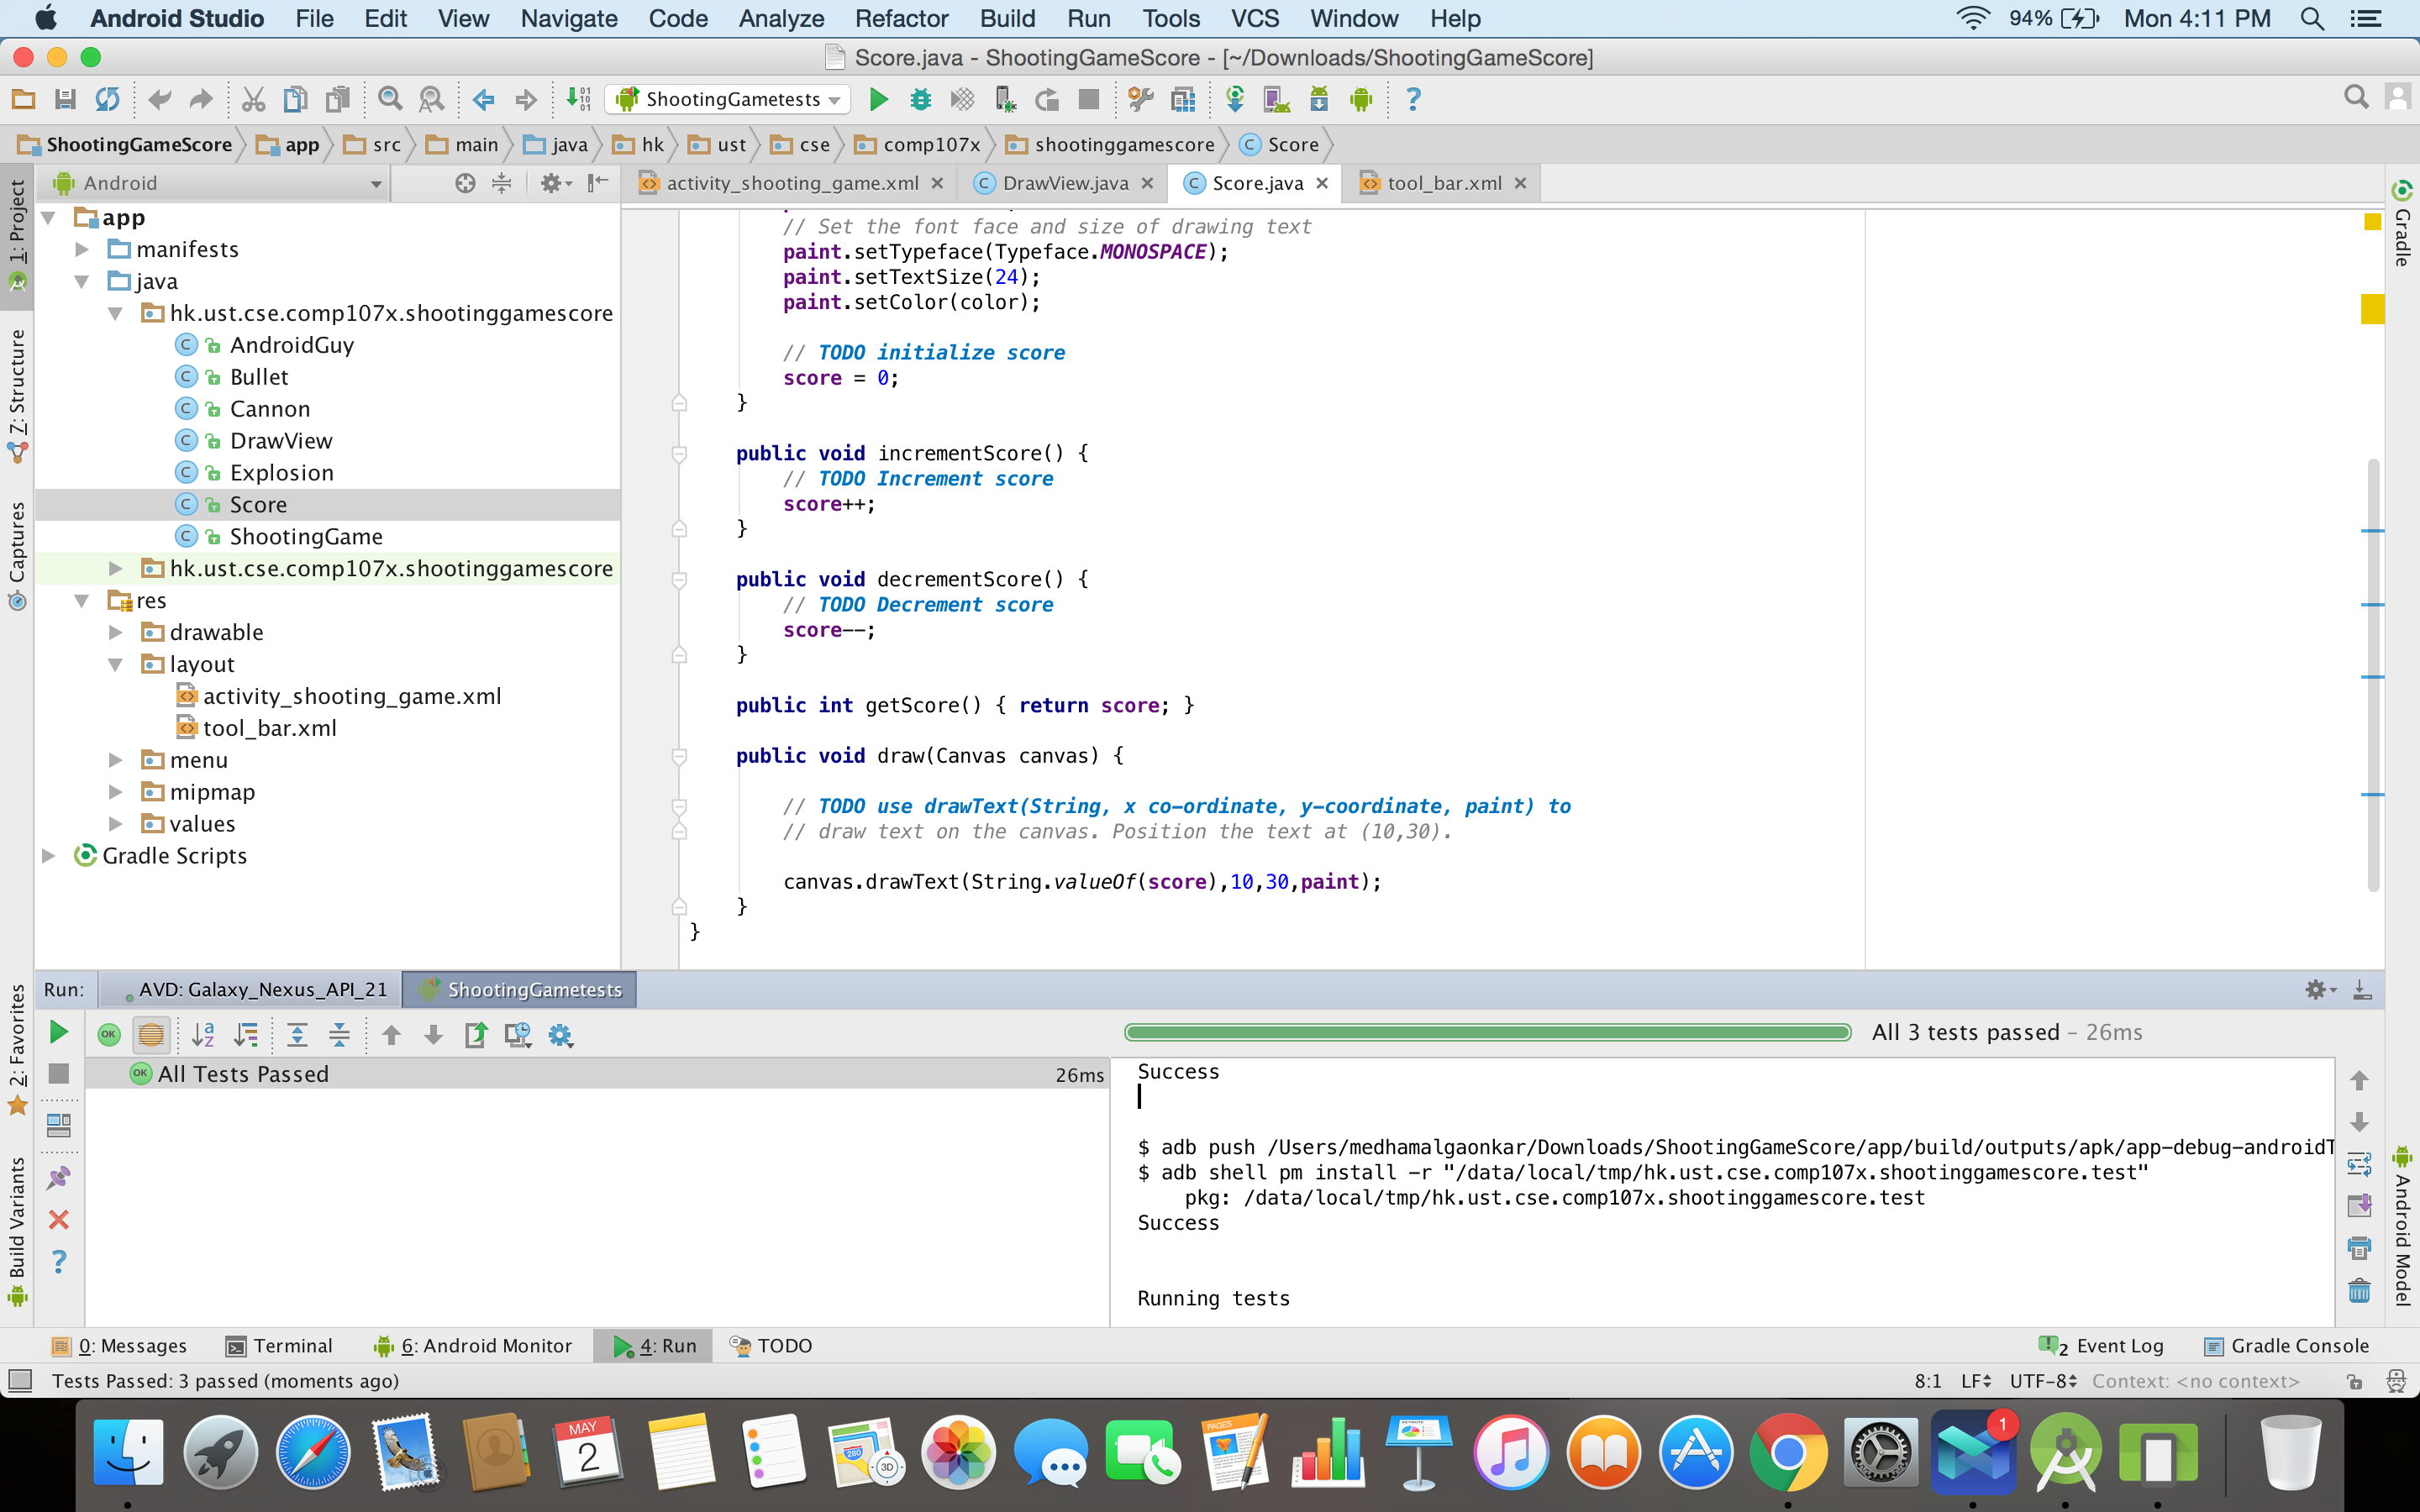 Android Studio File Edit View Navigate Code Analyze Refactor Build Run Tools VCS Window Help 94% Mon 4:11 PM
Score.java - ShootingGameScore - [~/Downloads/ShootingGameScore]
ShootingGametests
ShootingGameScore app src main java hk ust cse comp107x shootinggamescore Score
Android
activity_shooting_game.xml DrawView.java Score.java tool_bar.xml
1: Project
7: Structure
Captures
2: Favorites
Build Variants
app
manifests
java
hk.ust.cse.comp107x.shootinggamescore
AndroidGuy
Bullet
Cannon
DrawView
Explosion
Score
ShootingGame
hk.ust.cse.comp107x.shootinggamescore
res
drawable
layout
activity_shooting_game.xml
tool_bar.xml
menu
mipmap
values
Gradle Scripts
// Set the font face and size of drawing text
paint.setTypeface(Typeface.MONOSPACE);
paint.setTextSize(24);
paint.setColor(color);
// TODO initialize score
score = 0;
}
public void incrementScore() {
// TODO Increment score
score++;
}
public void decrementScore() {
// TODO Decrement score
score--;
}
public int getScore() { return score; }
public void draw(Canvas canvas) {
// TODO use drawText(String, x co-ordinate, y-coordinate, paint) to
// draw text on the canvas. Position the text at (10,30).
canvas.drawText(String.valueOf(score),10,30,paint);
}
}
Gradle
Android Model
Run: AVD: Galaxy_Nexus_API_21 ShootingGametests
All 3 tests passed – 26ms
OK All Tests Passed 26ms
Success
$ adb push /Users/medhamalgaonkar/Downloads/ShootingGameScore/app/build/outputs/apk/app-debug-androidT
$ adb shell pm install -r "/data/local/tmp/hk.ust.cse.comp107x.shootinggamescore.test"
pkg: /data/local/tmp/hk.ust.cse.comp107x.shootinggamescore.test
Success
Running tests
0: Messages Terminal 6: Android Monitor 4: Run TODO 2 Event Log Gradle Console
Tests Passed: 3 passed (moments ago) 8:1 LF UTF-8 Context: <no context>
MAY
2
280
3D
PAGES
KEYNOTE
1